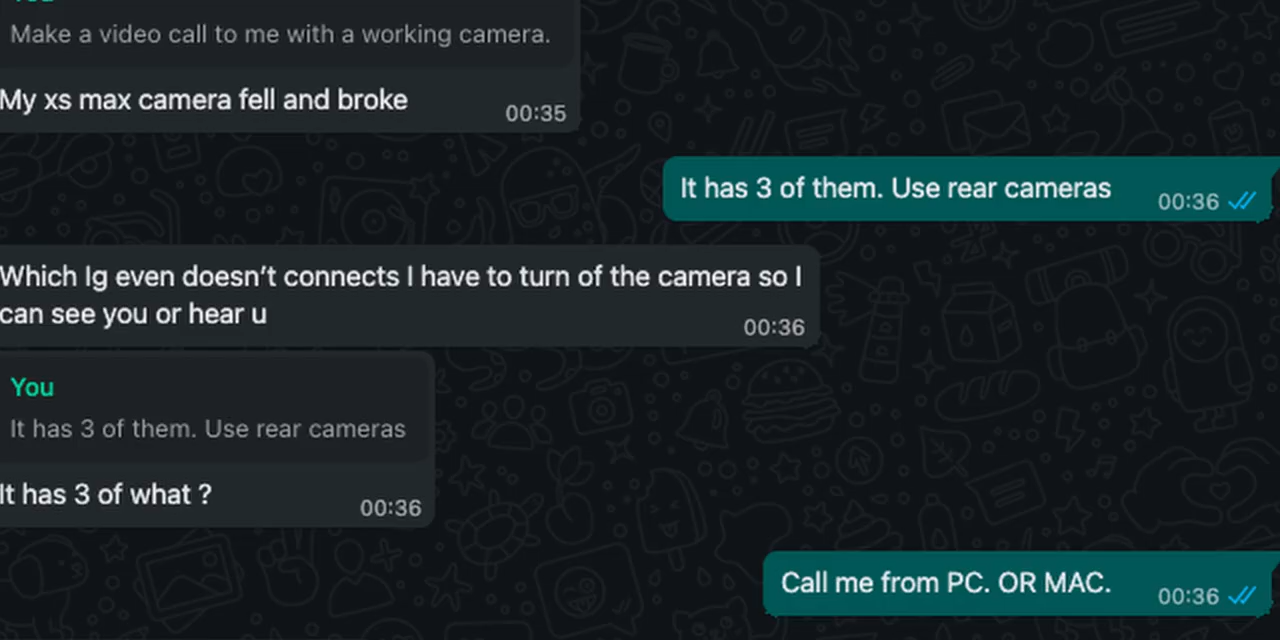 You
Make a video call to me with a working camera.
My xs max camera fell and broke
00:35
It has 3 of them. Use rear cameras
00:36
Which Ig even doesn't connects I have to turn of the camera so I
can see you or hear u
00:36
You
It has 3 of them. Use rear cameras
It has 3 of what ?
00:36
Call me from PC. OR MAC.
00:36